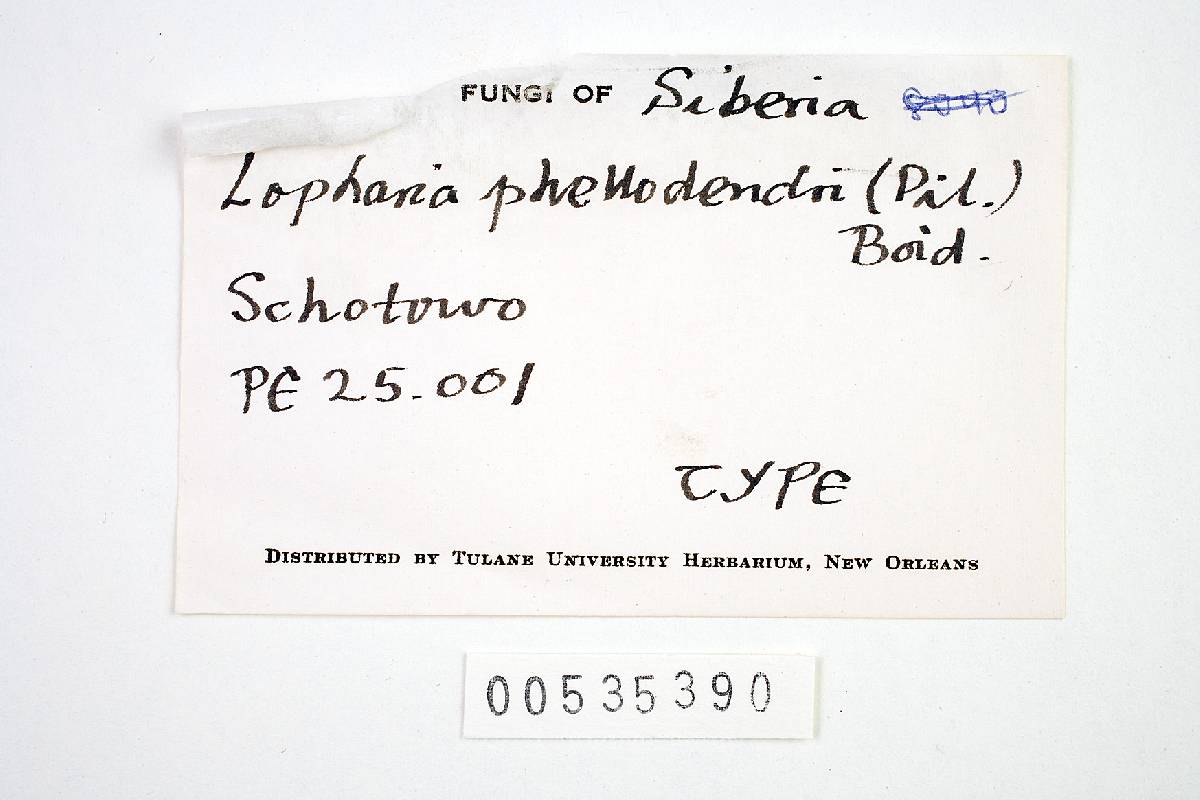 FUNGI OF Siberia
Lopharia phellodendri (Pil.)
Boid.
Schotowo
PE 25.001
TYPE
DISTRIBUTED BY TULANE UNIVERSITY HERBARIUM, NEW ORLEANS
00535390